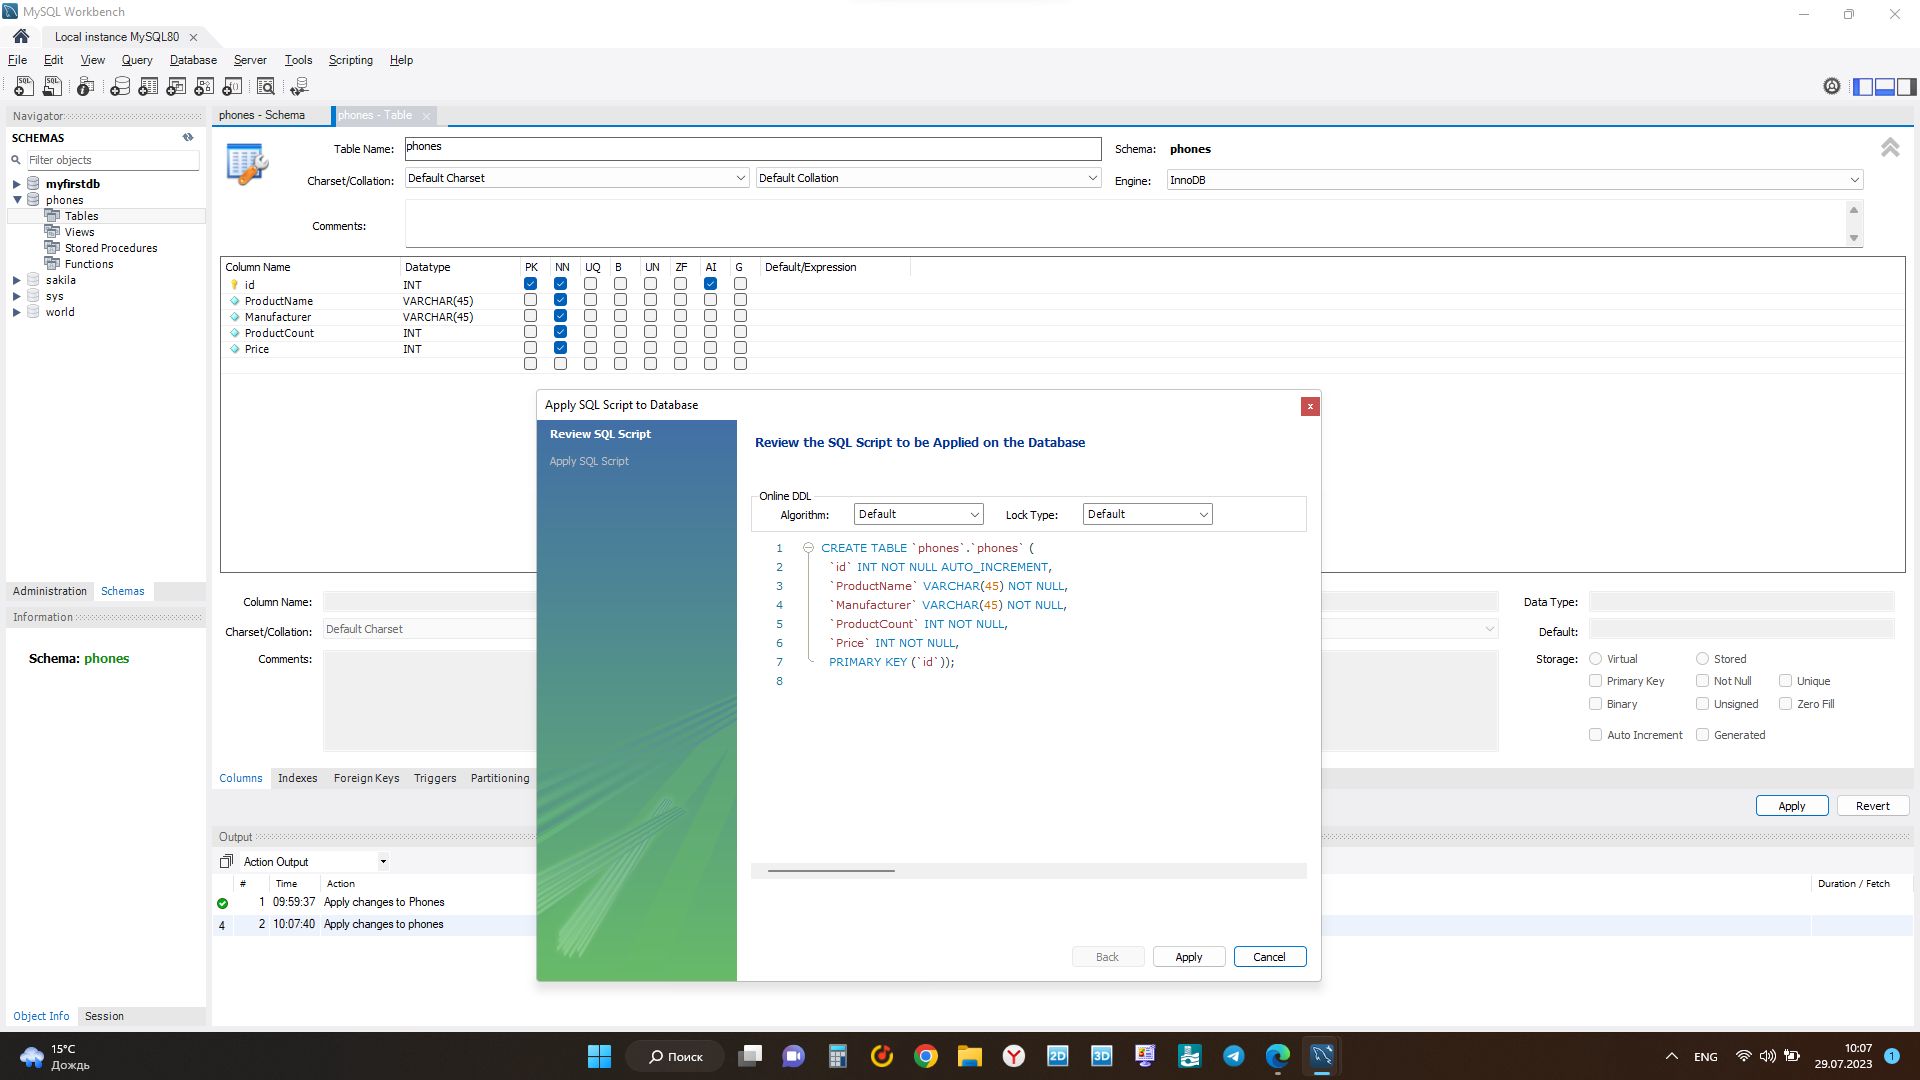 MySQL Workbench
Local instance MySQL80
File Edit View Query Database Server Tools Scripting Help
Navigator
SCHEMAS
Filter objects
myfirstdb
phones
Tables
Views
Stored Procedures
Functions
sakila
sys
world
Administration Schemas
Information
Schema: phones
Object Info Session
phones - Schema
phones - Table
Table Name: phones Schema: phones
Charset/Collation: Default Charset Default Collation Engine: InnoDB
Comments:
Column Name Datatype PK NN UQ B UN ZF AI G Default/Expression
id INT
ProductName VARCHAR(45)
Manufacturer VARCHAR(45)
ProductCount INT
Price INT
Column Name: Data Type:
Charset/Collation: Default Charset Default:
Comments: Storage: Virtual Stored
Primary Key Not Null Unique
Binary Unsigned Zero Fill
Auto Increment Generated
Columns Indexes Foreign Keys Triggers Partitioning
Apply Revert
Apply SQL Script to Database
x
Review SQL Script
Apply SQL Script
Review the SQL Script to be Applied on the Database
Online DDL
Algorithm: Default Lock Type: Default
1 CREATE TABLE `phones`.`phones` (
2 `id` INT NOT NULL AUTO_INCREMENT,
3 `ProductName` VARCHAR(45) NOT NULL,
4 `Manufacturer` VARCHAR(45) NOT NULL,
5 `ProductCount` INT NOT NULL,
6 `Price` INT NOT NULL,
7 PRIMARY KEY (`id`));
8
Back Apply Cancel
Output
Action Output
# Time Action Duration / Fetch
1 09:59:37 Apply changes to Phones
4 2 10:07:40 Apply changes to phones
15°C
Дождь
Поиск
2D
3D
ENG
10:07
29.07.2023
1